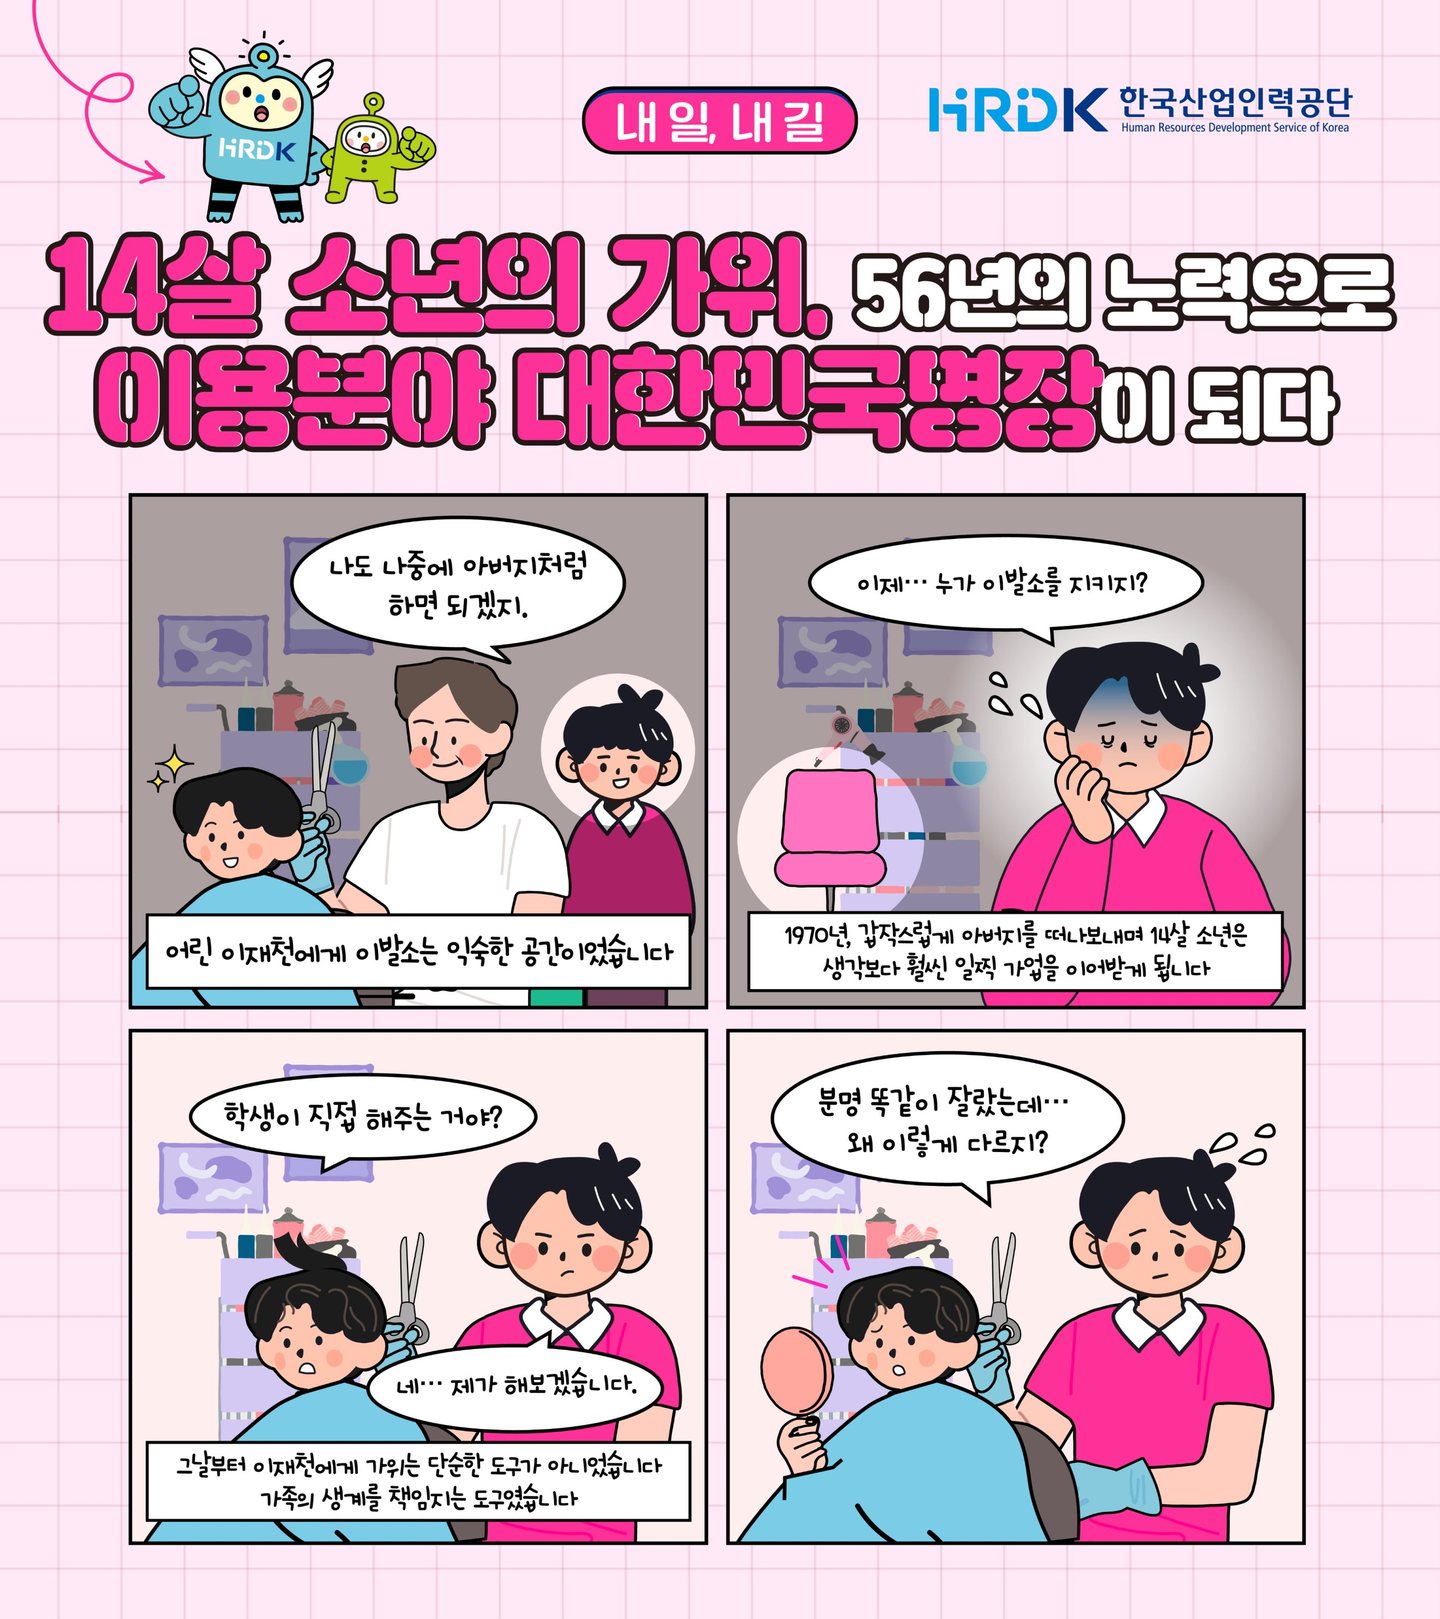 HRDK
내 일, 내 길
HRDK 한국산업인력공단
Human Resources Development Service of Korea
14살 소년의 가위, 56년의 노력으로
이용분야 대한민국명장이 되다
나도 나중에 아버지처럼
하면 되겠지.
어린 이재천에게 이발소는 익숙한 공간이었습니다
이제… 누가 이발소를 지키지?
1970년, 갑작스럽게 아버지를 떠나보내며 14살 소년은
생각보다 훨씬 일찍 가업을 이어받게 됩니다
학생이 직접 해주는 거야?
네… 제가 해보겠습니다.
그날부터 이재천에게 가위는 단순한 도구가 아니었습니다
가족의 생계를 책임지는 도구였습니다
분명 똑같이 잘랐는데…
왜 이렇게 다르지?